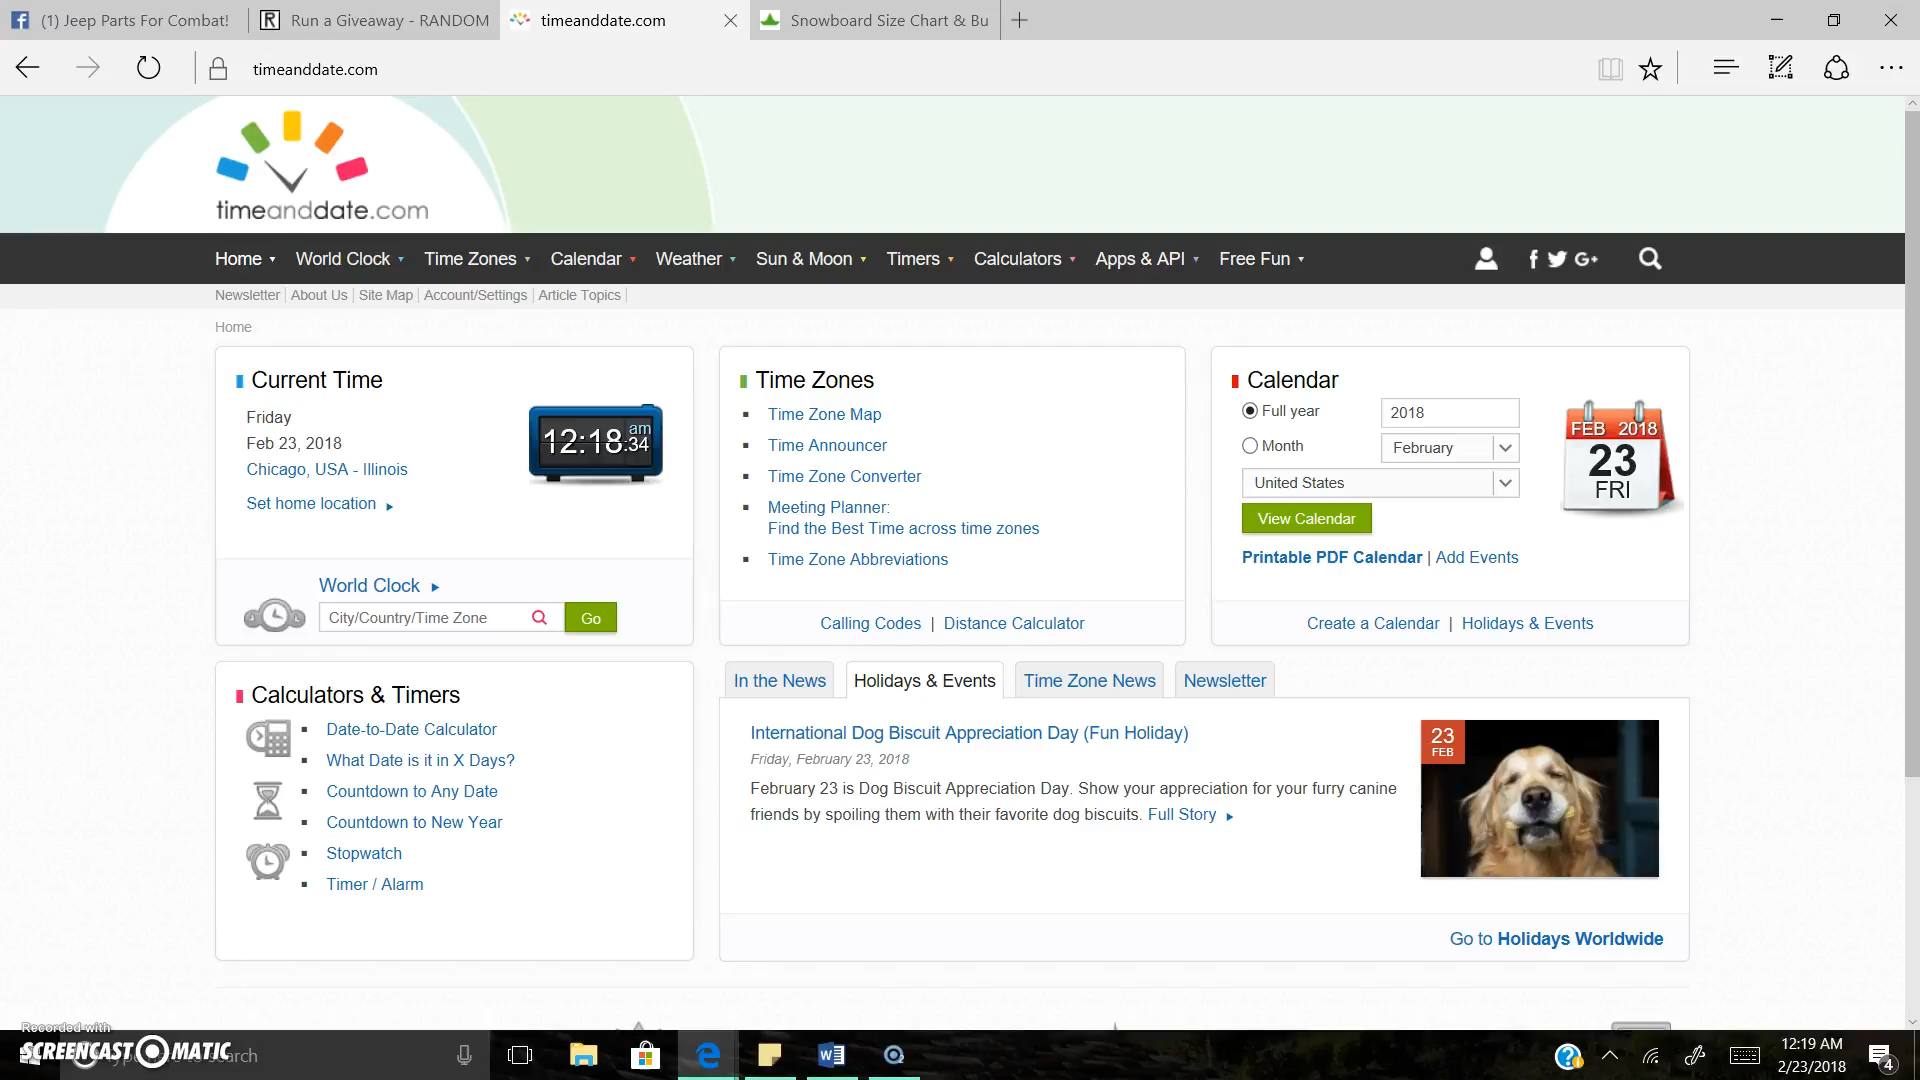 (1) Jeep Parts For Combat!
Run a Giveaway - RANDOM
timeanddate.com
Snowboard Size Chart & Bu
timeanddate.com
timeanddate.com
Home World Clock Time Zones Calendar Weather Sun & Moon Timers Calculators Apps & API Free Fun
Newsletter | About Us | Site Map | Account/Settings | Article Topics |
Home
Current Time
Friday
Feb 23, 2018
Chicago, USA - Illinois
Set home location
12:18:34 am
World Clock
City/Country/Time Zone
Go
Time Zones
Time Zone Map
Time Announcer
Time Zone Converter
Meeting Planner:
Find the Best Time across time zones
Time Zone Abbreviations
Calling Codes | Distance Calculator
Calendar
Full year 2018
Month February
United States
View Calendar
FEB 2018
23
FRI
Printable PDF Calendar | Add Events
Create a Calendar | Holidays & Events
Calculators & Timers
Date-to-Date Calculator
What Date is it in X Days?
Countdown to Any Date
Countdown to New Year
Stopwatch
Timer / Alarm
In the News Holidays & Events Time Zone News Newsletter
International Dog Biscuit Appreciation Day (Fun Holiday)
Friday, February 23, 2018
February 23 is Dog Biscuit Appreciation Day. Show your appreciation for your furry canine
friends by spoiling them with their favorite dog biscuits. Full Story
23
FEB
Go to Holidays Worldwide
Recorded with
SCREENCAST-O-MATIC
search
12:19 AM
2/23/2018
4